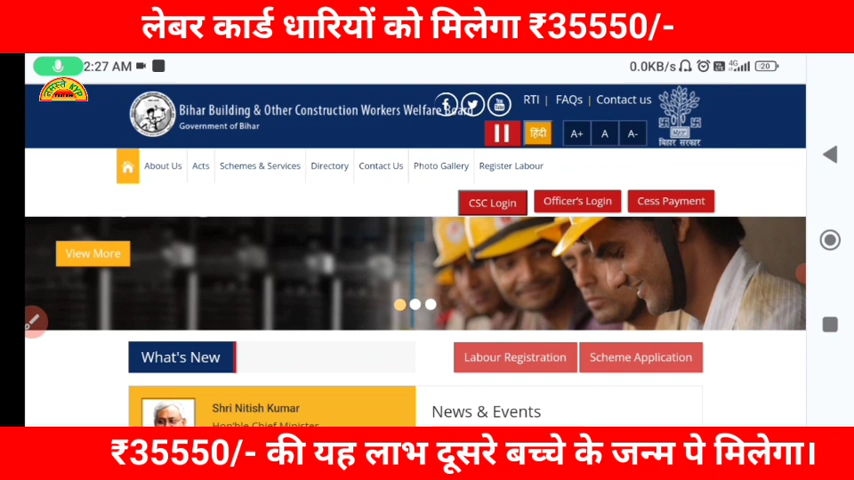 लेबर कार्ड धारियों को मिलेगा ₹35550/-
2:27 AM
0.0KB/s 4G 20
नमस्ते KYP
Bihar Building & Other Construction Workers Welfare Board
Government of Bihar
RTI | FAQs | Contact us
हिंदी A+ A A-
बिहार सरकार
About Us Acts Schemes & Services Directory Contact Us Photo Gallery Register Labour
CSC Login Officer's Login Cess Payment
View More
What's New
Labour Registration Scheme Application
Shri Nitish Kumar
Hon'ble Chief Minister
News & Events
₹35550/- की यह लाभ दूसरे बच्चे के जन्म पे मिलेगा।